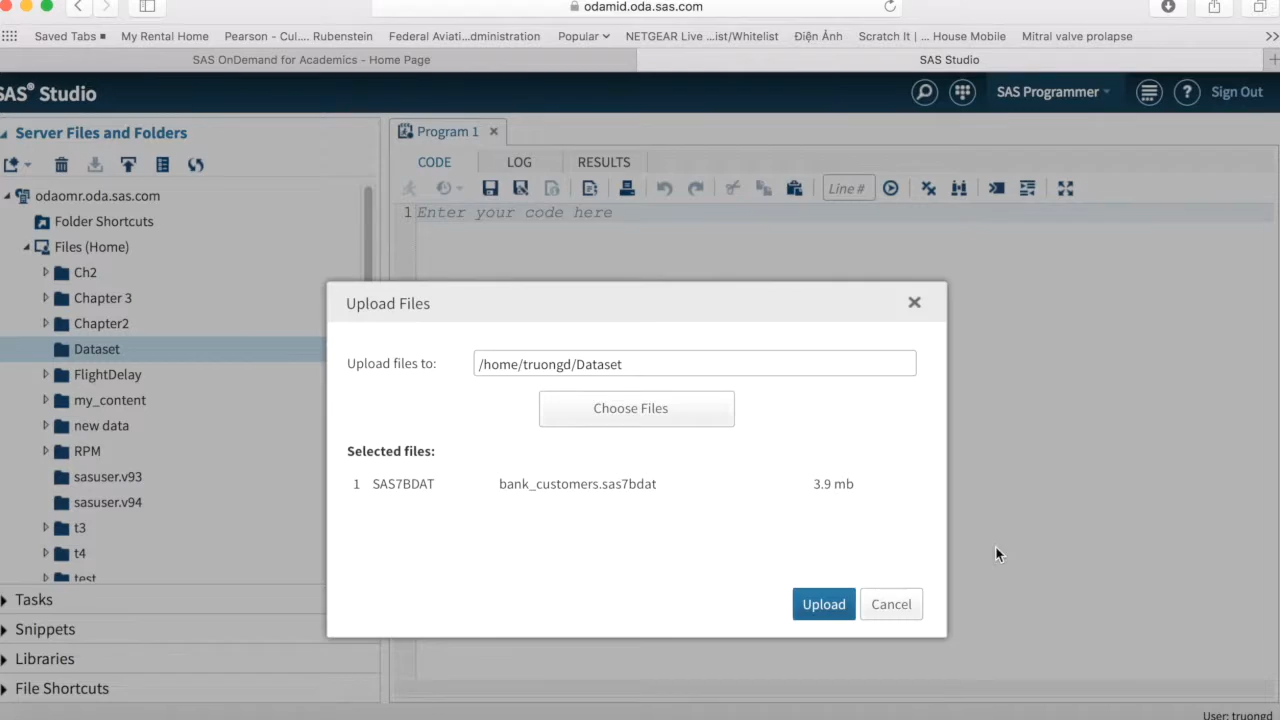 odamid.oda.sas.com
Saved Tabs My Rental Home Pearson - Cul.... Rubenstein Federal Aviati...dministration Popular NETGEAR Live ...ist/Whitelist Điện Ảnh Scratch It | ... House Mobile Mitral valve prolapse
SAS OnDemand for Academics - Home Page SAS Studio
SAS® Studio SAS Programmer ? Sign Out
Server Files and Folders
Program 1
CODE LOG RESULTS
Line #
1 Enter your code here
odaomr.oda.sas.com
Folder Shortcuts
Files (Home)
Ch2
Chapter 3
Chapter2
Dataset
FlightDelay
my_content
new data
RPM
sasuser.v93
sasuser.v94
t3
t4
test
Tasks
Snippets
Libraries
File Shortcuts
Upload Files
Upload files to: /home/truongd/Dataset
Choose Files
Selected files:
1 SAS7BDAT bank_customers.sas7bdat 3.9 mb
Upload Cancel
User: truongd